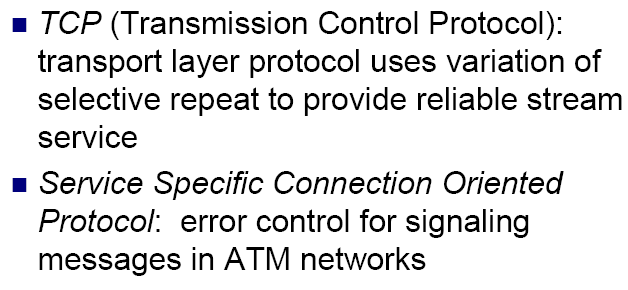 ■ TCP (Transmission Control Protocol):
transport layer protocol uses variation of
selective repeat to provide reliable stream
service
■ Service Specific Connection Oriented
Protocol:  error control for signaling
messages in ATM networks